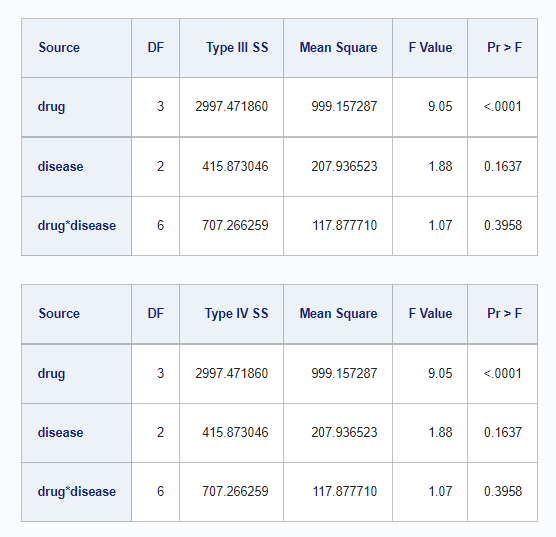 Source DF Type III SS Mean Square F Value Pr > F
drug 3 2997.471860 999.157287 9.05 <.0001
disease 2 415.873046 207.936523 1.88 0.1637
drug*disease 6 707.266259 117.877710 1.07 0.3958
Source DF Type IV SS Mean Square F Value Pr > F
drug 3 2997.471860 999.157287 9.05 <.0001
disease 2 415.873046 207.936523 1.88 0.1637
drug*disease 6 707.266259 117.877710 1.07 0.3958